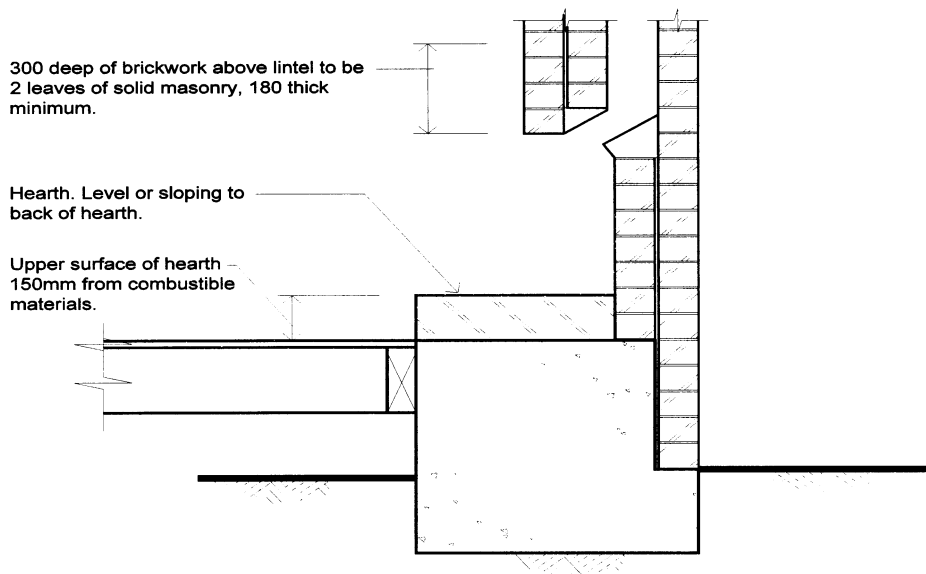 300 deep of brickwork above lintel to be
2 leaves of solid masonry, 180 thick
minimum.
Hearth. Level or sloping to
back of hearth.
Upper surface of hearth
150mm from combustible
materials.